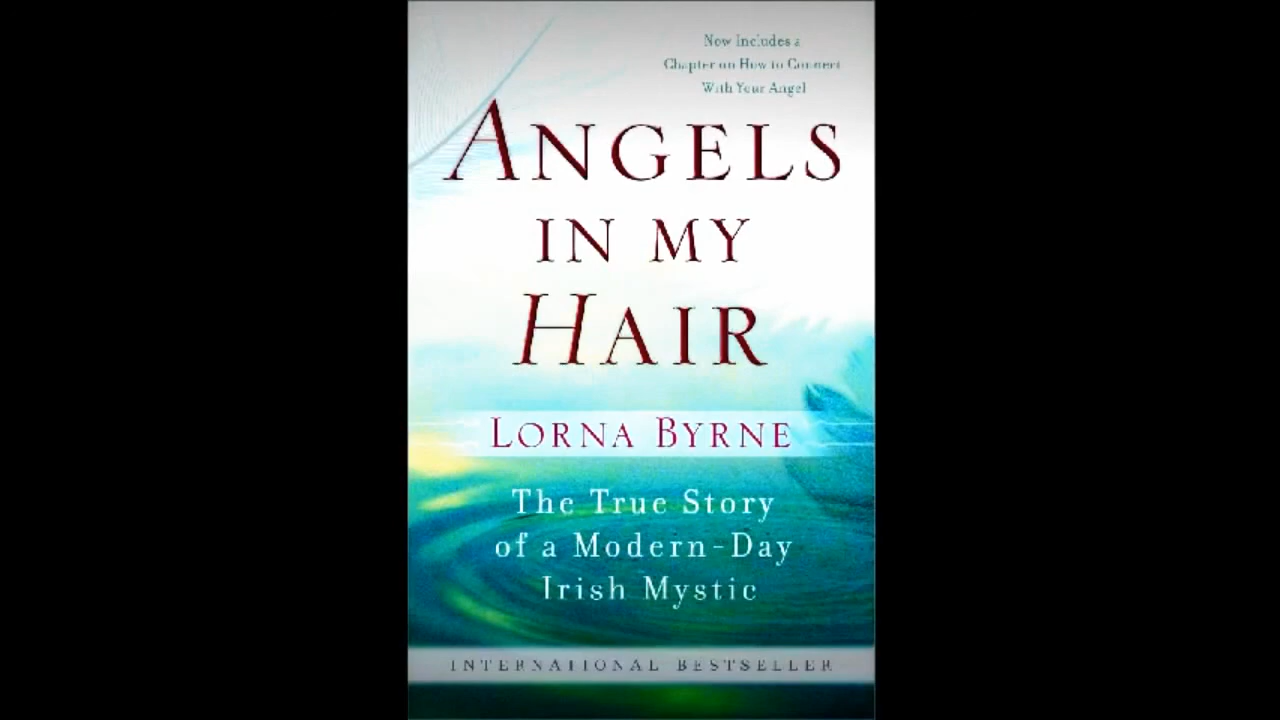 Now Includes a
Chapter on How to Connect
With Your Angel
ANGELS
IN MY
HAIR
LORNA BYRNE
The True Story
of a Modern-Day
Irish Mystic
INTERNATIONAL BESTSELLER